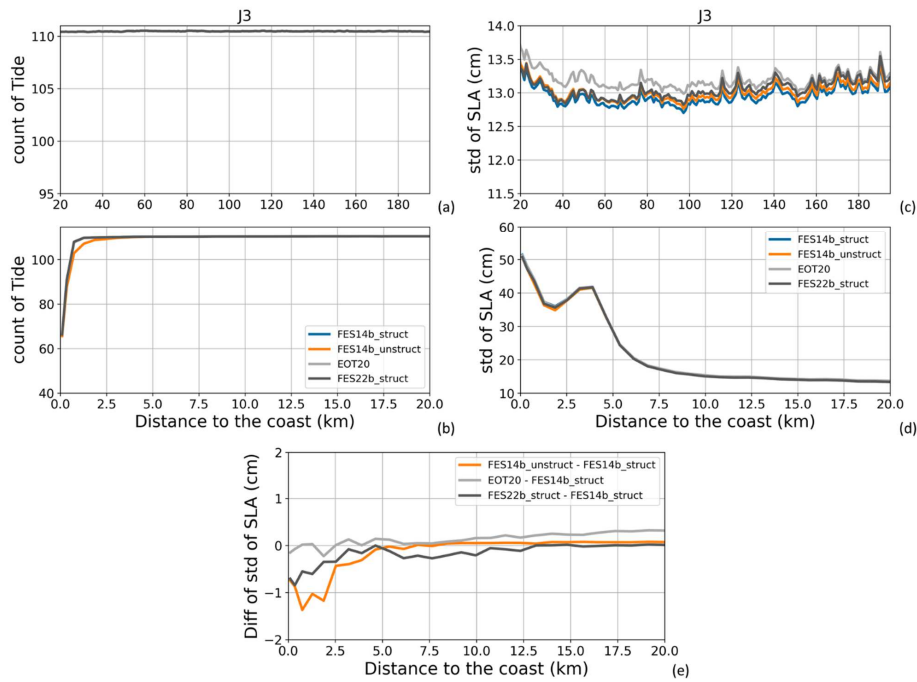 J3
count of Tide
110
105
100
95
20 40 60 80 100 120 140 160 180
(a)
J3
std of SLA (cm)
14.0
13.5
13.0
12.5
12.0
11.5
20 40 60 80 100 120 140 160 180
(c)
count of Tide
100
80
60
40
FES14b_struct
FES14b_unstruct
EOT20
FES22b_struct
0.0 2.5 5.0 7.5 10.0 12.5 15.0 17.5 20.0
Distance to the coast (km)
(b)
std of SLA (cm)
60
50
40
30
20
10
FES14b_struct
FES14b_unstruct
EOT20
FES22b_struct
0.0 2.5 5.0 7.5 10.0 12.5 15.0 17.5 20.0
Distance to the coast (km)
(d)
Diff of std of SLA (cm)
2
1
0
−1
−2
FES14b_unstruct - FES14b_struct
EOT20 - FES14b_struct
FES22b_struct - FES14b_struct
0.0 2.5 5.0 7.5 10.0 12.5 15.0 17.5 20.0
Distance to the coast (km)
(e)